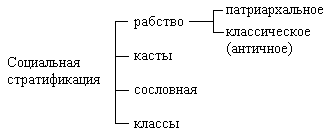 Социальная
стратификация
рабство
патриархальное
классическое
(античное)
касты
сословная
классы